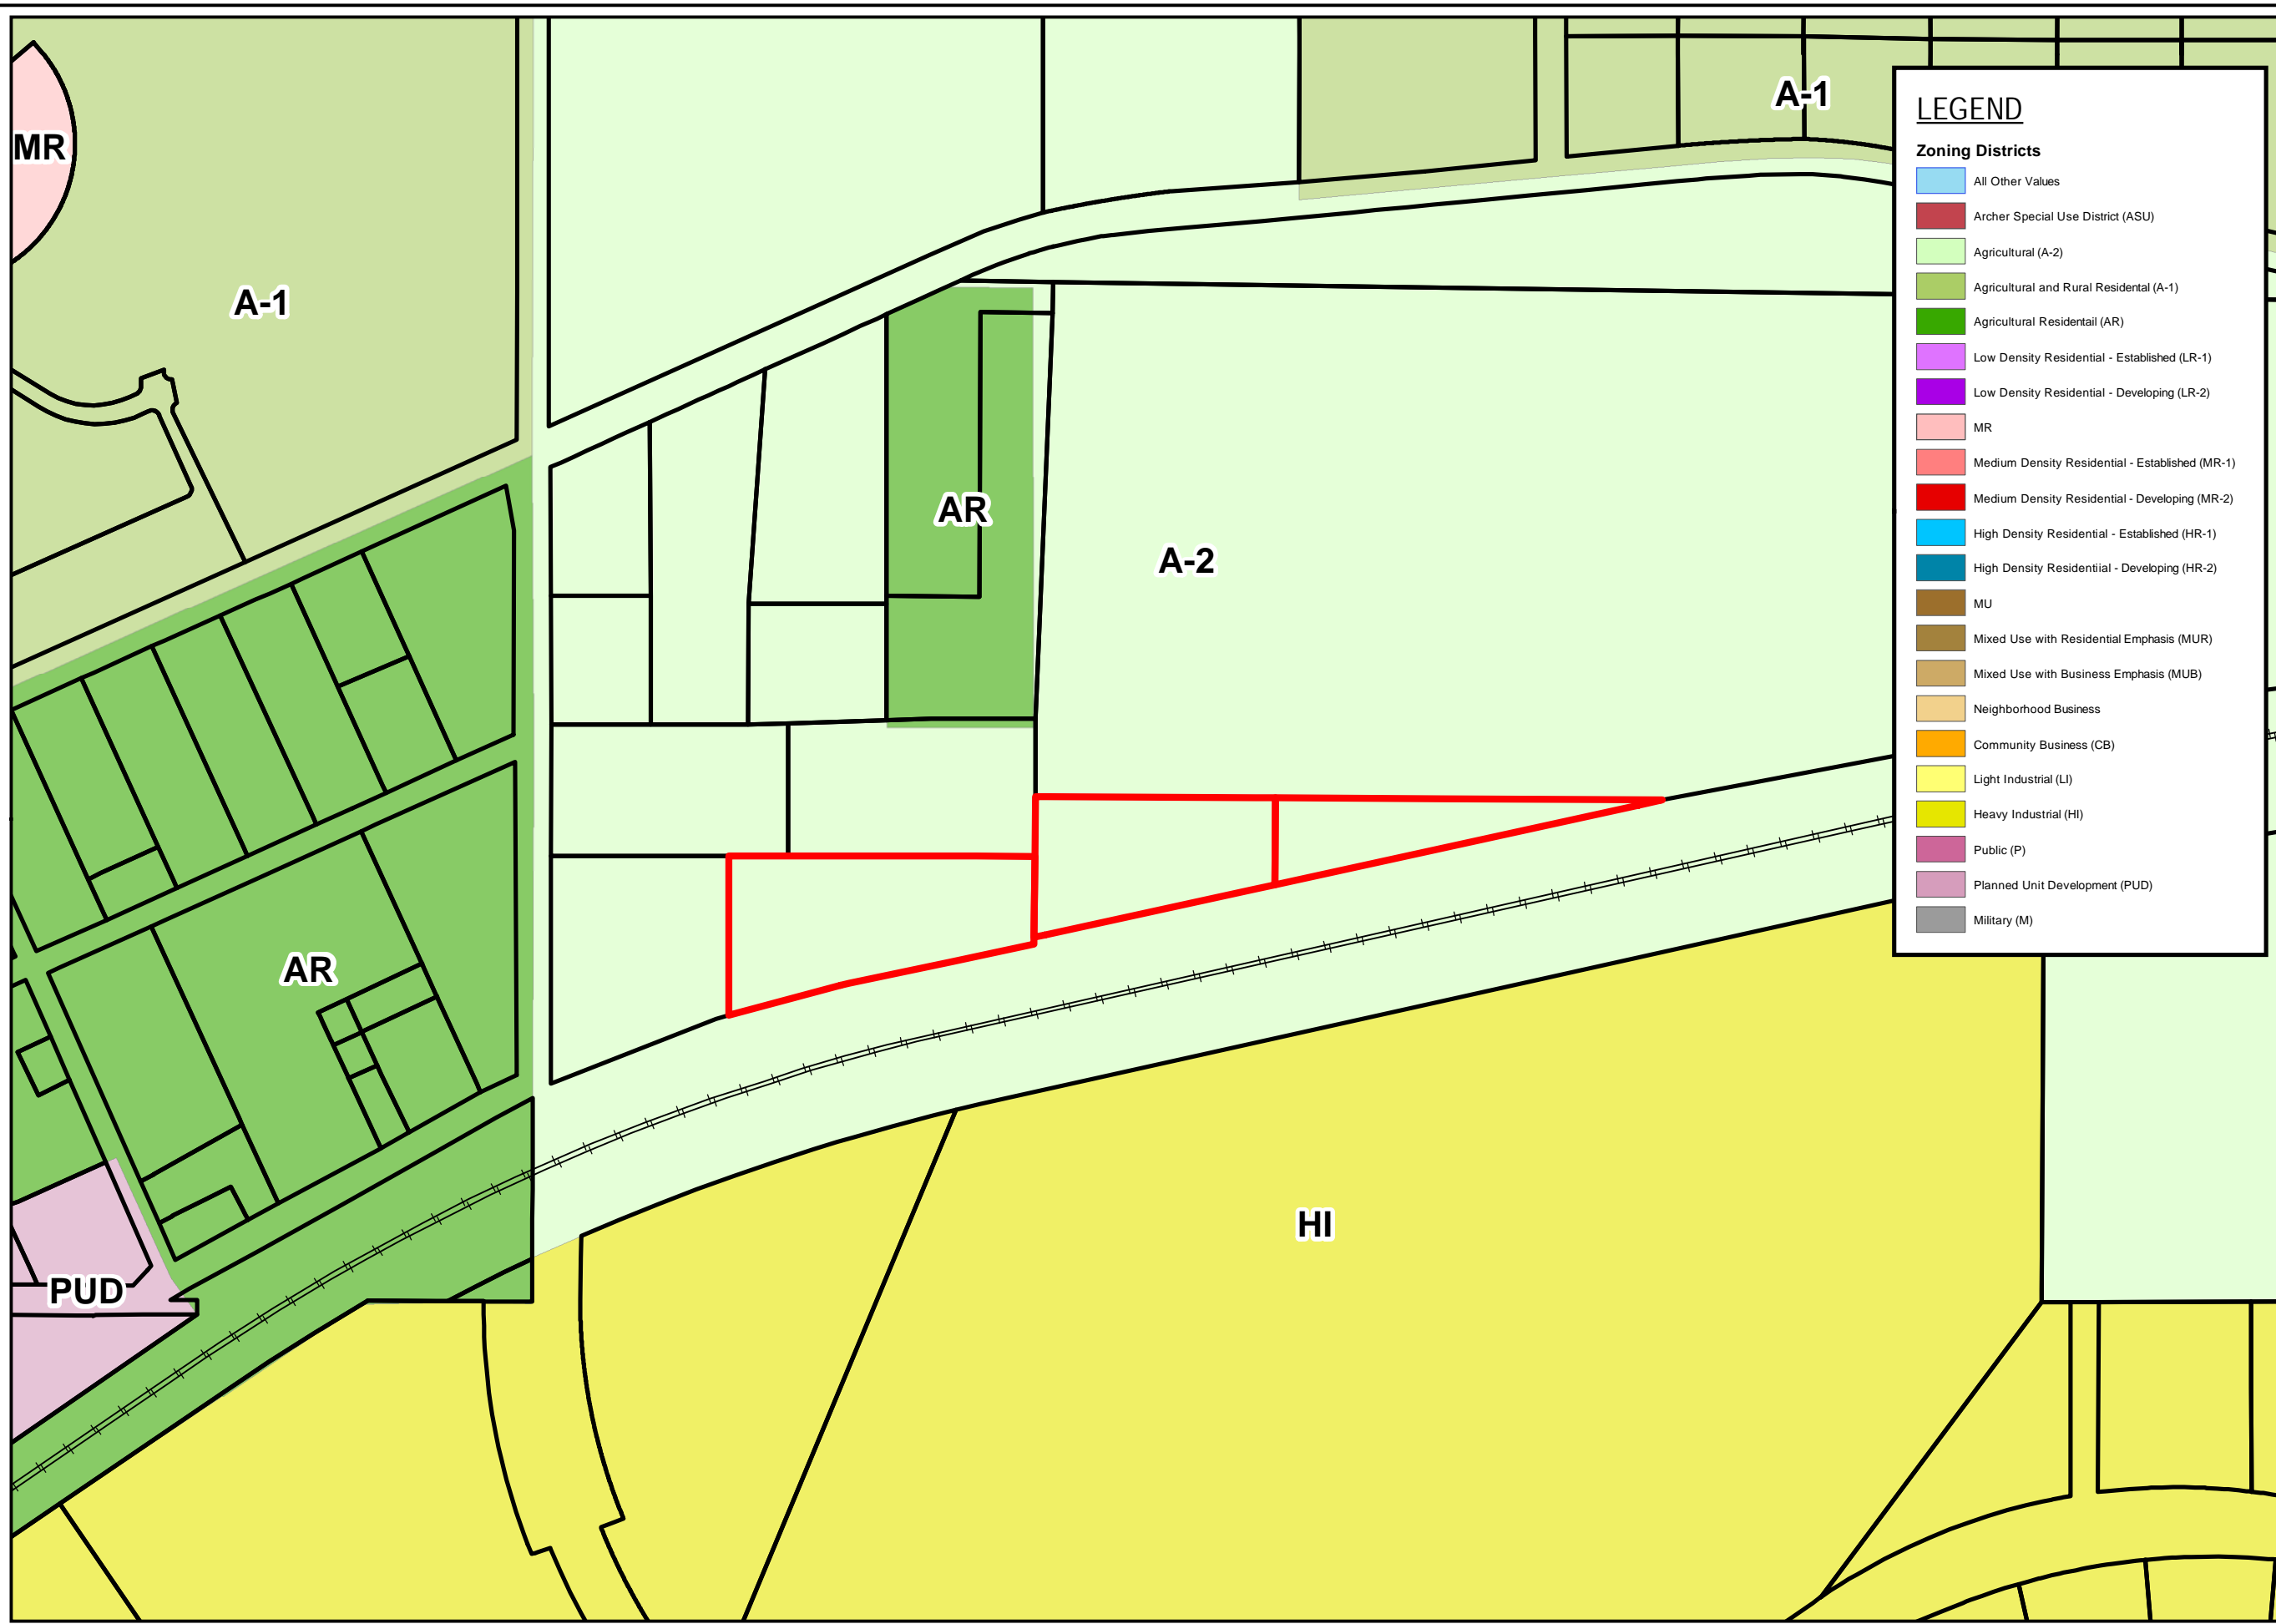 A-1
MR
A-1
AR
A-2
AR
HI
PUD
LEGEND
Zoning Districts
All Other Values
Archer Special Use District (ASU)
Agricultural (A-2)
Agricultural and Rural Residental (A-1)
Agricultural Residentail (AR)
Low Density Residential - Established (LR-1)
Low Density Residential - Developing (LR-2)
MR
Medium Density Residential - Established (MR-1)
Medium Density Residential - Developing (MR-2)
High Density Residential - Established (HR-1)
High Density Residentiial - Developing (HR-2)
MU
Mixed Use with Residential Emphasis (MUR)
Mixed Use with Business Emphasis (MUB)
Neighborhood Business
Community Business (CB)
Light Industrial (LI)
Heavy Industrial (HI)
Public (P)
Planned Unit Development (PUD)
Military (M)